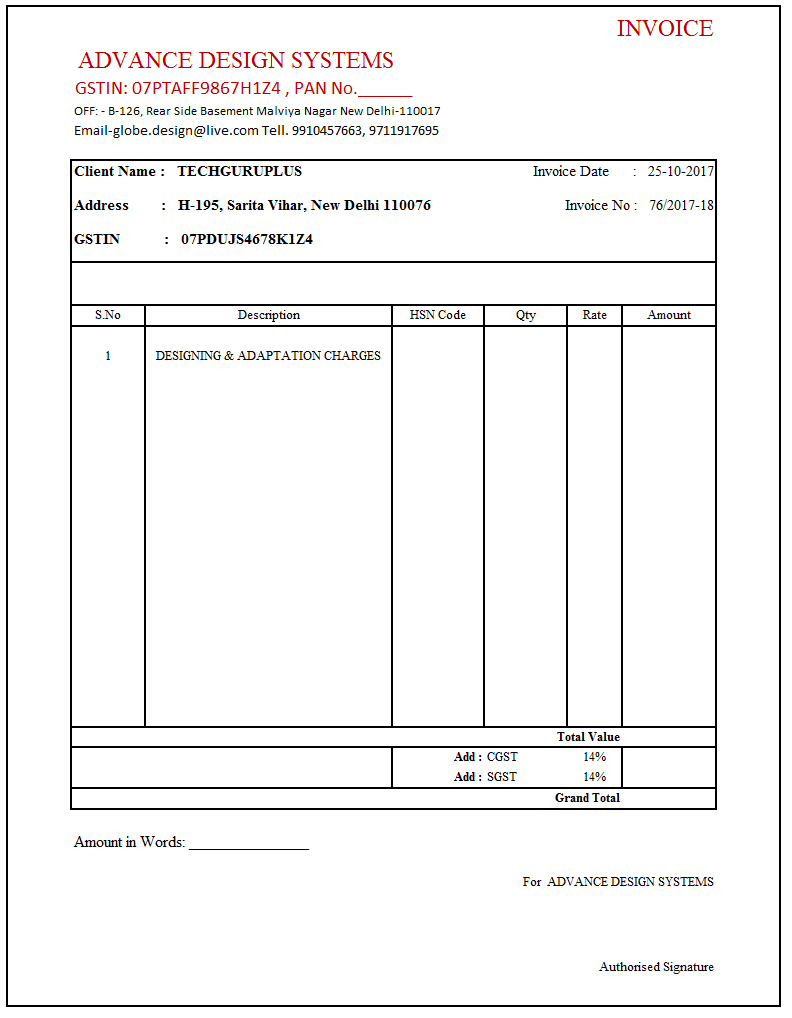 INVOICE
ADVANCE DESIGN SYSTEMS
GSTIN: 07PTAFF9867H1Z4 , PAN No.______
OFF: - B-126, Rear Side Basement Malviya Nagar New Delhi-110017
Email-globe.design@live.com Tell. 9910457663, 9711917695
Client Name : TECHGURUPLUS Invoice Date : 25-10-2017
Address : H-195, Sarita Vihar, New Delhi 110076 Invoice No : 76/2017-18
GSTIN : 07PDUJS4678K1Z4
S.No Description HSN Code Qty Rate Amount
1 DESIGNING & ADAPTATION CHARGES
Total Value
Add : CGST 14%
Add : SGST 14%
Grand Total
Amount in Words: ________________
For ADVANCE DESIGN SYSTEMS
Authorised Signature